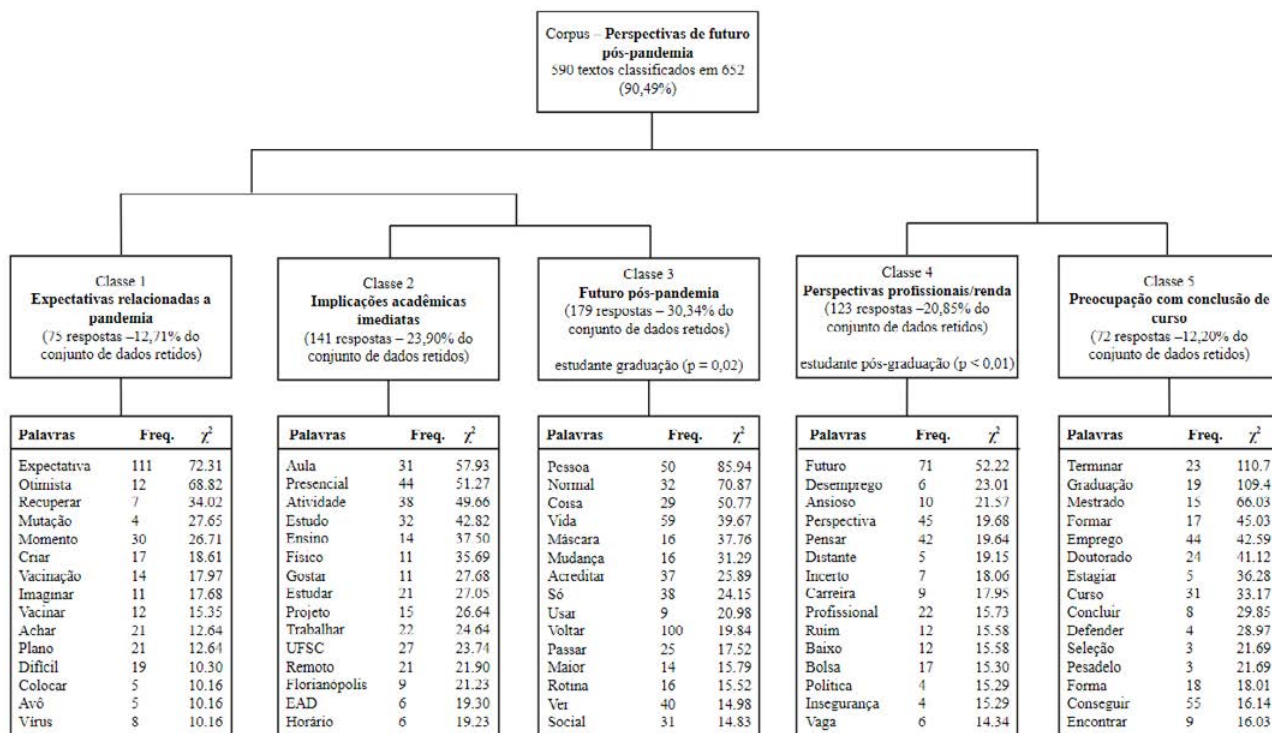 Corpus – Perspectivas de futuro
pós-pandemia
590 textos classificados em 652
(90,49%)
Classe 1
Expectativas relacionadas a
pandemia
(75 respostas –12,71% do
conjunto de dados retidos)
Classe 2
Implicações acadêmicas
imediatas
(141 respostas – 23,90% do
conjunto de dados retidos)
Classe 3
Futuro pós-pandemia
(179 respostas – 30,34% do
conjunto de dados retidos)
estudante graduação (p = 0,02)
Classe 4
Perspectivas profissionais/renda
(123 respostas –20,85% do
conjunto de dados retidos)
estudante pós-graduação (p < 0,01)
Classe 5
Preocupação com conclusão de
curso
(72 respostas –12,20% do
conjunto de dados retidos)
Palavras Freq. χ²
Expectativa 111 72.31
Otimista 12 68.82
Recuperar 7 34.02
Mutação 4 27.65
Momento 30 26.71
Criar 17 18.61
Vacinação 14 17.97
Imaginar 11 17.68
Vacinar 12 15.35
Achar 21 12.64
Plano 21 12.64
Difícil 19 10.30
Colocar 5 10.16
Avô 5 10.16
Vírus 8 10.16
Palavras Freq. χ²
Aula 31 57.93
Presencial 44 51.27
Atividade 38 49.66
Estudo 32 42.82
Ensino 14 37.50
Físico 11 35.69
Gostar 11 27.68
Estudar 21 27.05
Projeto 15 26.64
Trabalhar 22 24.64
UFSC 27 23.74
Remoto 21 21.90
Florianópolis 9 21.23
EAD 6 19.30
Horário 6 19.23
Palavras Freq. χ²
Pessoa 50 85.94
Normal 32 70.87
Coisa 29 50.77
Vida 59 39.67
Máscara 16 37.76
Mudança 16 31.29
Acreditar 37 25.89
Só 38 24.15
Usar 9 20.98
Voltar 100 19.84
Passar 25 17.52
Maior 14 15.79
Rotina 16 15.52
Ver 40 14.98
Social 31 14.83
Palavras Freq. χ²
Futuro 71 52.22
Desemprego 6 23.01
Ansioso 10 21.57
Perspectiva 45 19.68
Pensar 42 19.64
Distante 5 19.15
Incerto 7 18.06
Carreira 9 17.95
Profissional 22 15.73
Ruim 12 15.58
Baixo 12 15.58
Bolsa 17 15.30
Política 4 15.29
Insegurança 4 15.29
Vaga 6 14.34
Palavras Freq. χ²
Terminar 23 110.7
Graduação 19 109.4
Mestrado 15 66.03
Formar 17 45.03
Emprego 44 42.59
Doutorado 24 41.12
Estagiar 5 36.28
Curso 31 33.17
Concluir 8 29.85
Defender 4 28.97
Seleção 3 21.69
Pesadelo 3 21.69
Forma 18 18.01
Conseguir 55 16.14
Encontrar 9 16.03